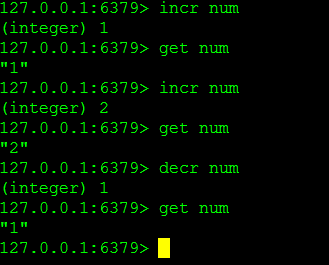 127.0.0.1:6379> incr num
(integer) 1
127.0.0.1:6379> get num
"1"
127.0.0.1:6379> incr num
(integer) 2
127.0.0.1:6379> get num
"2"
127.0.0.1:6379> decr num
(integer) 1
127.0.0.1:6379> get num
"1"
127.0.0.1:6379>